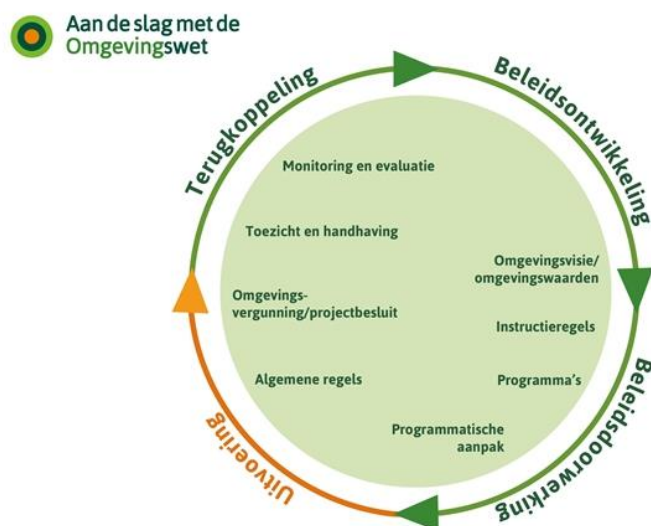 Aan de slag met de
Omgevingswet
Terugkoppeling
Beleidsontwikkeling
Monitoring en evaluatie
Toezicht en handhaving
Omgevingsvisie/
omgevingswaarden
Omgevings-
vergunning/projectbesluit
Instructieregels
Algemene regels
Programma's
Programmatische
aanpak
Uitvoering
Beleidsdoorwerking